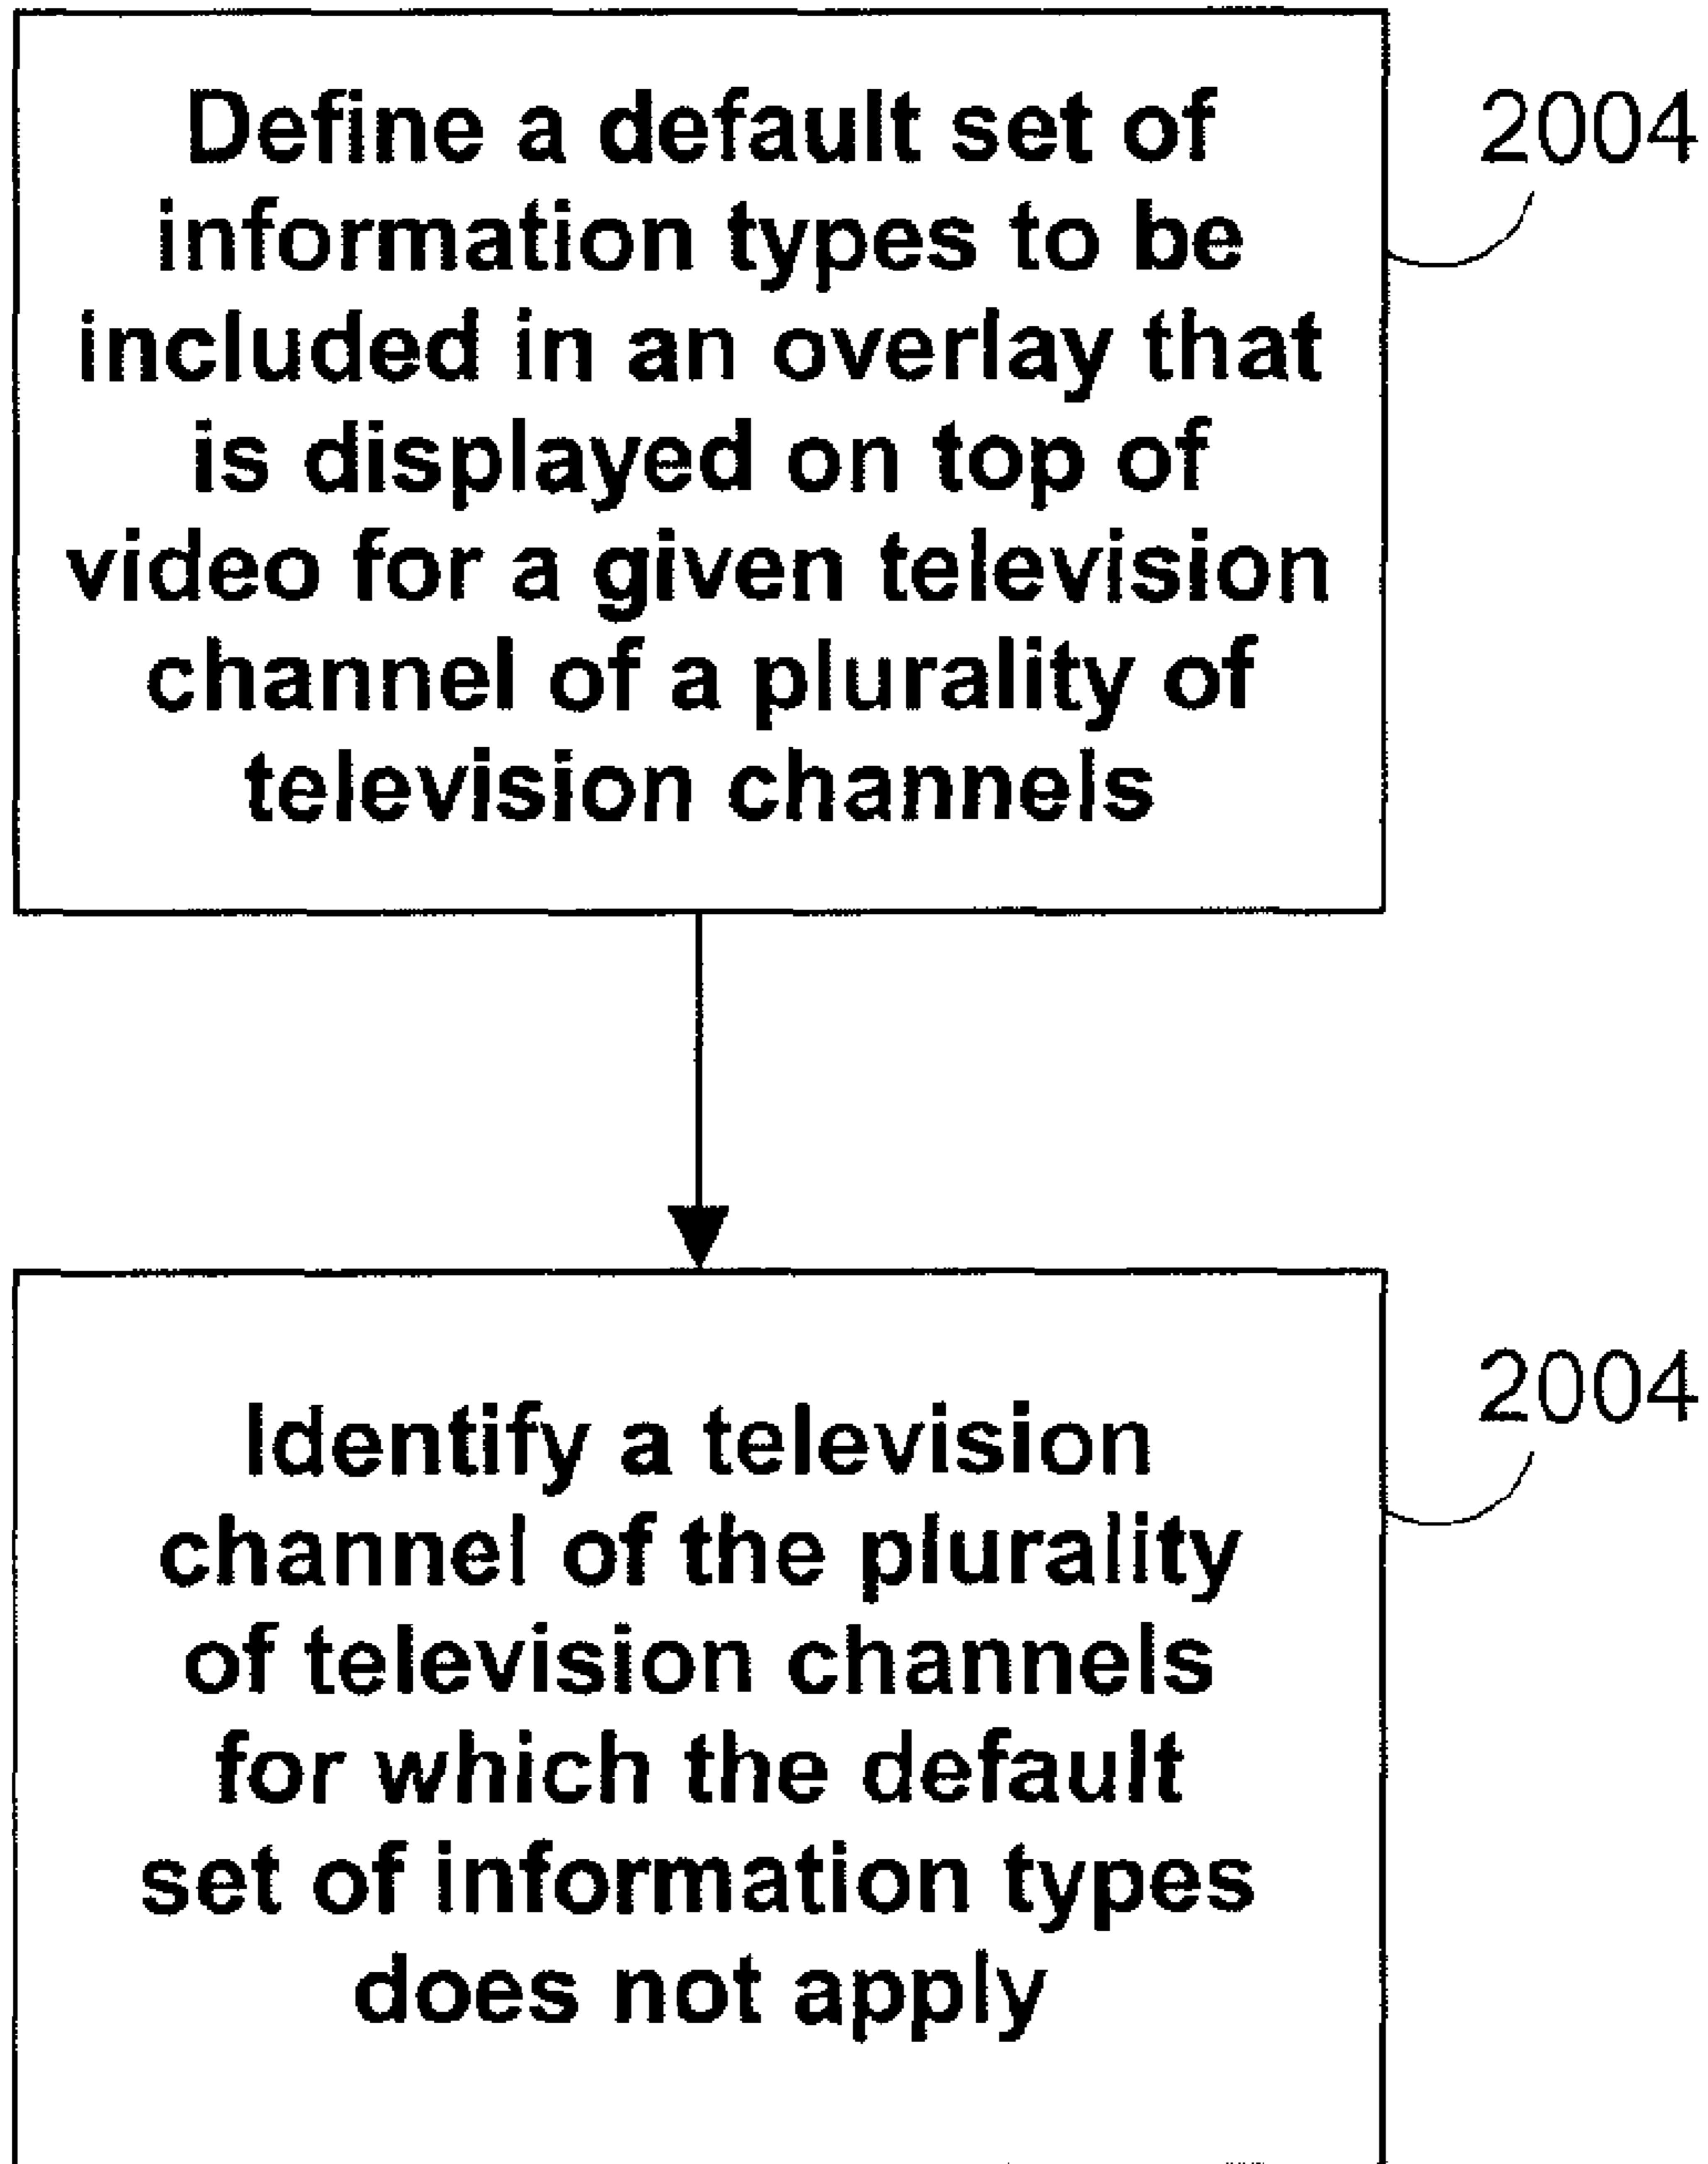 Define a default set of
2004
information types to be
included in an overlay that
is displayed on top of
video for a given television
channel of a plurality of
television channels
Identify a television
2004
channel of the plurality
of television channels
for which the default
set of information types
does not apply